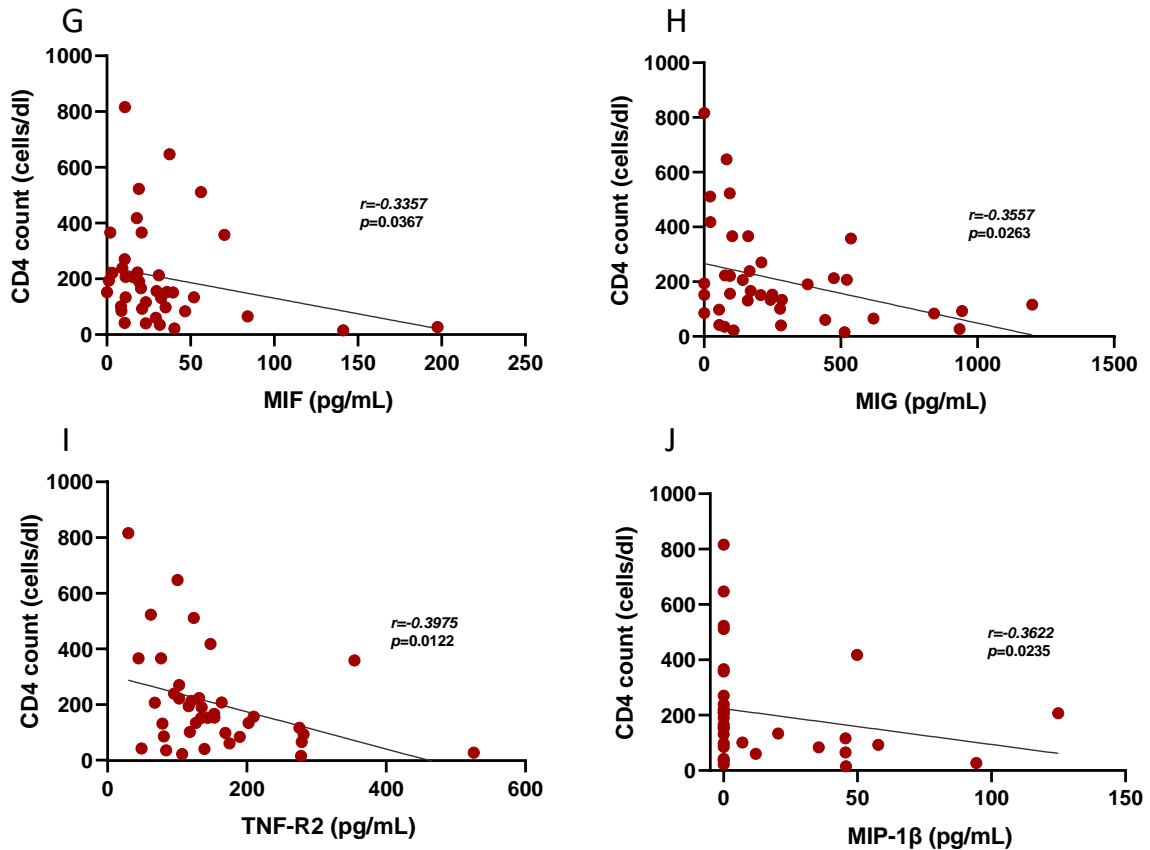 G
1000
800
600
400
200
0
CD4 count (cells/dl)
r=-0.3357
p=0.0367
0 50 100 150 200 250
MIF (pg/mL)
H
1000
800
600
400
200
0
CD4 count (cells/dl)
r=-0.3557
p=0.0263
0 500 1000 1500
MIG (pg/mL)
I
1000
800
600
400
200
0
CD4 count (cells/dl)
r=-0.3975
p=0.0122
0 200 400 600
TNF-R2 (pg/mL)
J
1000
800
600
400
200
0
CD4 count (cells/dl)
r=-0.3622
p=0.0235
0 50 100 150
MIP-1β (pg/mL)